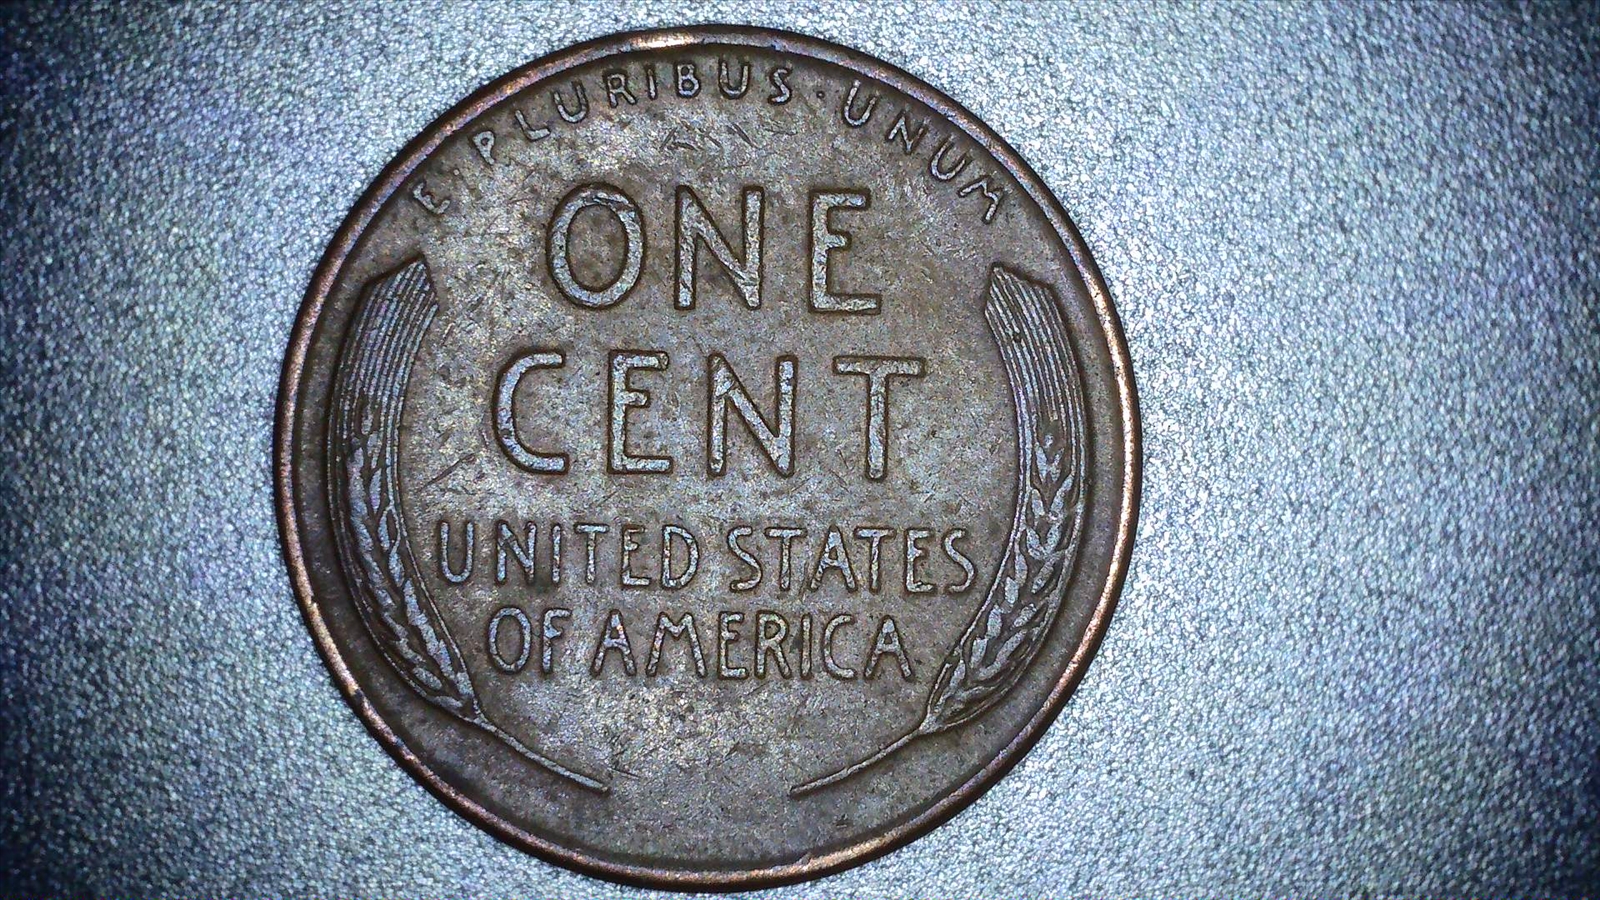 E · PLURIBUS · UNUM
ONE
CENT
UNITED STATES
OF AMERICA